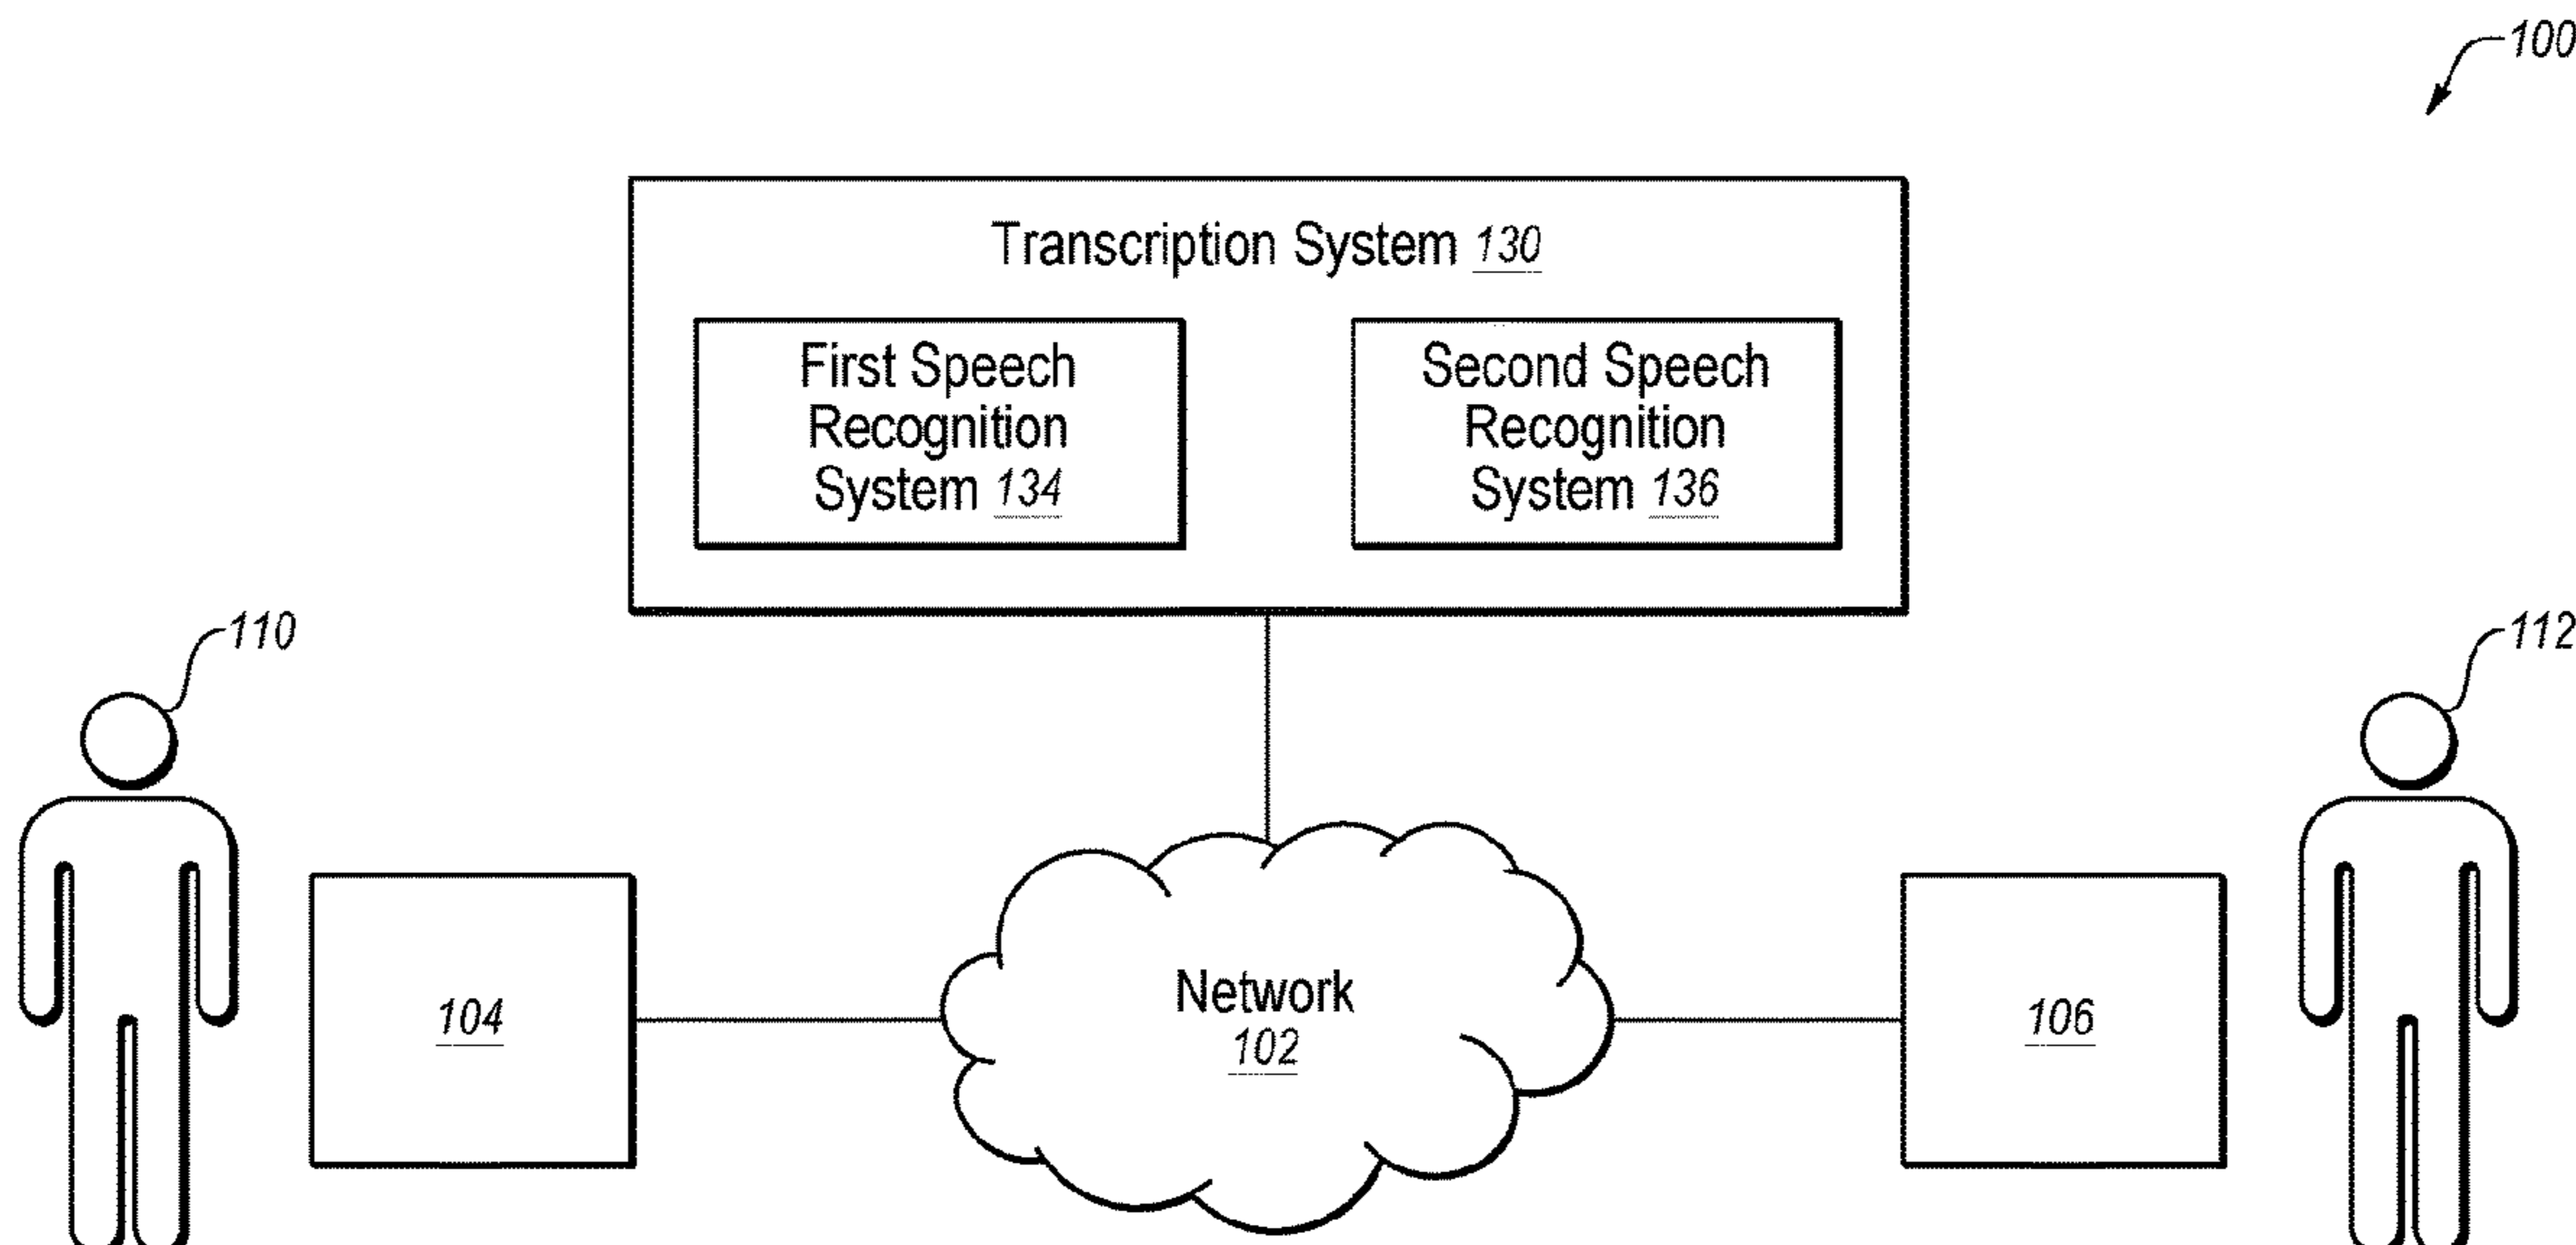 100
Transcription System 130
First Speech
Recognition
System 134
Second Speech
Recognition
System 136
110
112
104
Network
102
106